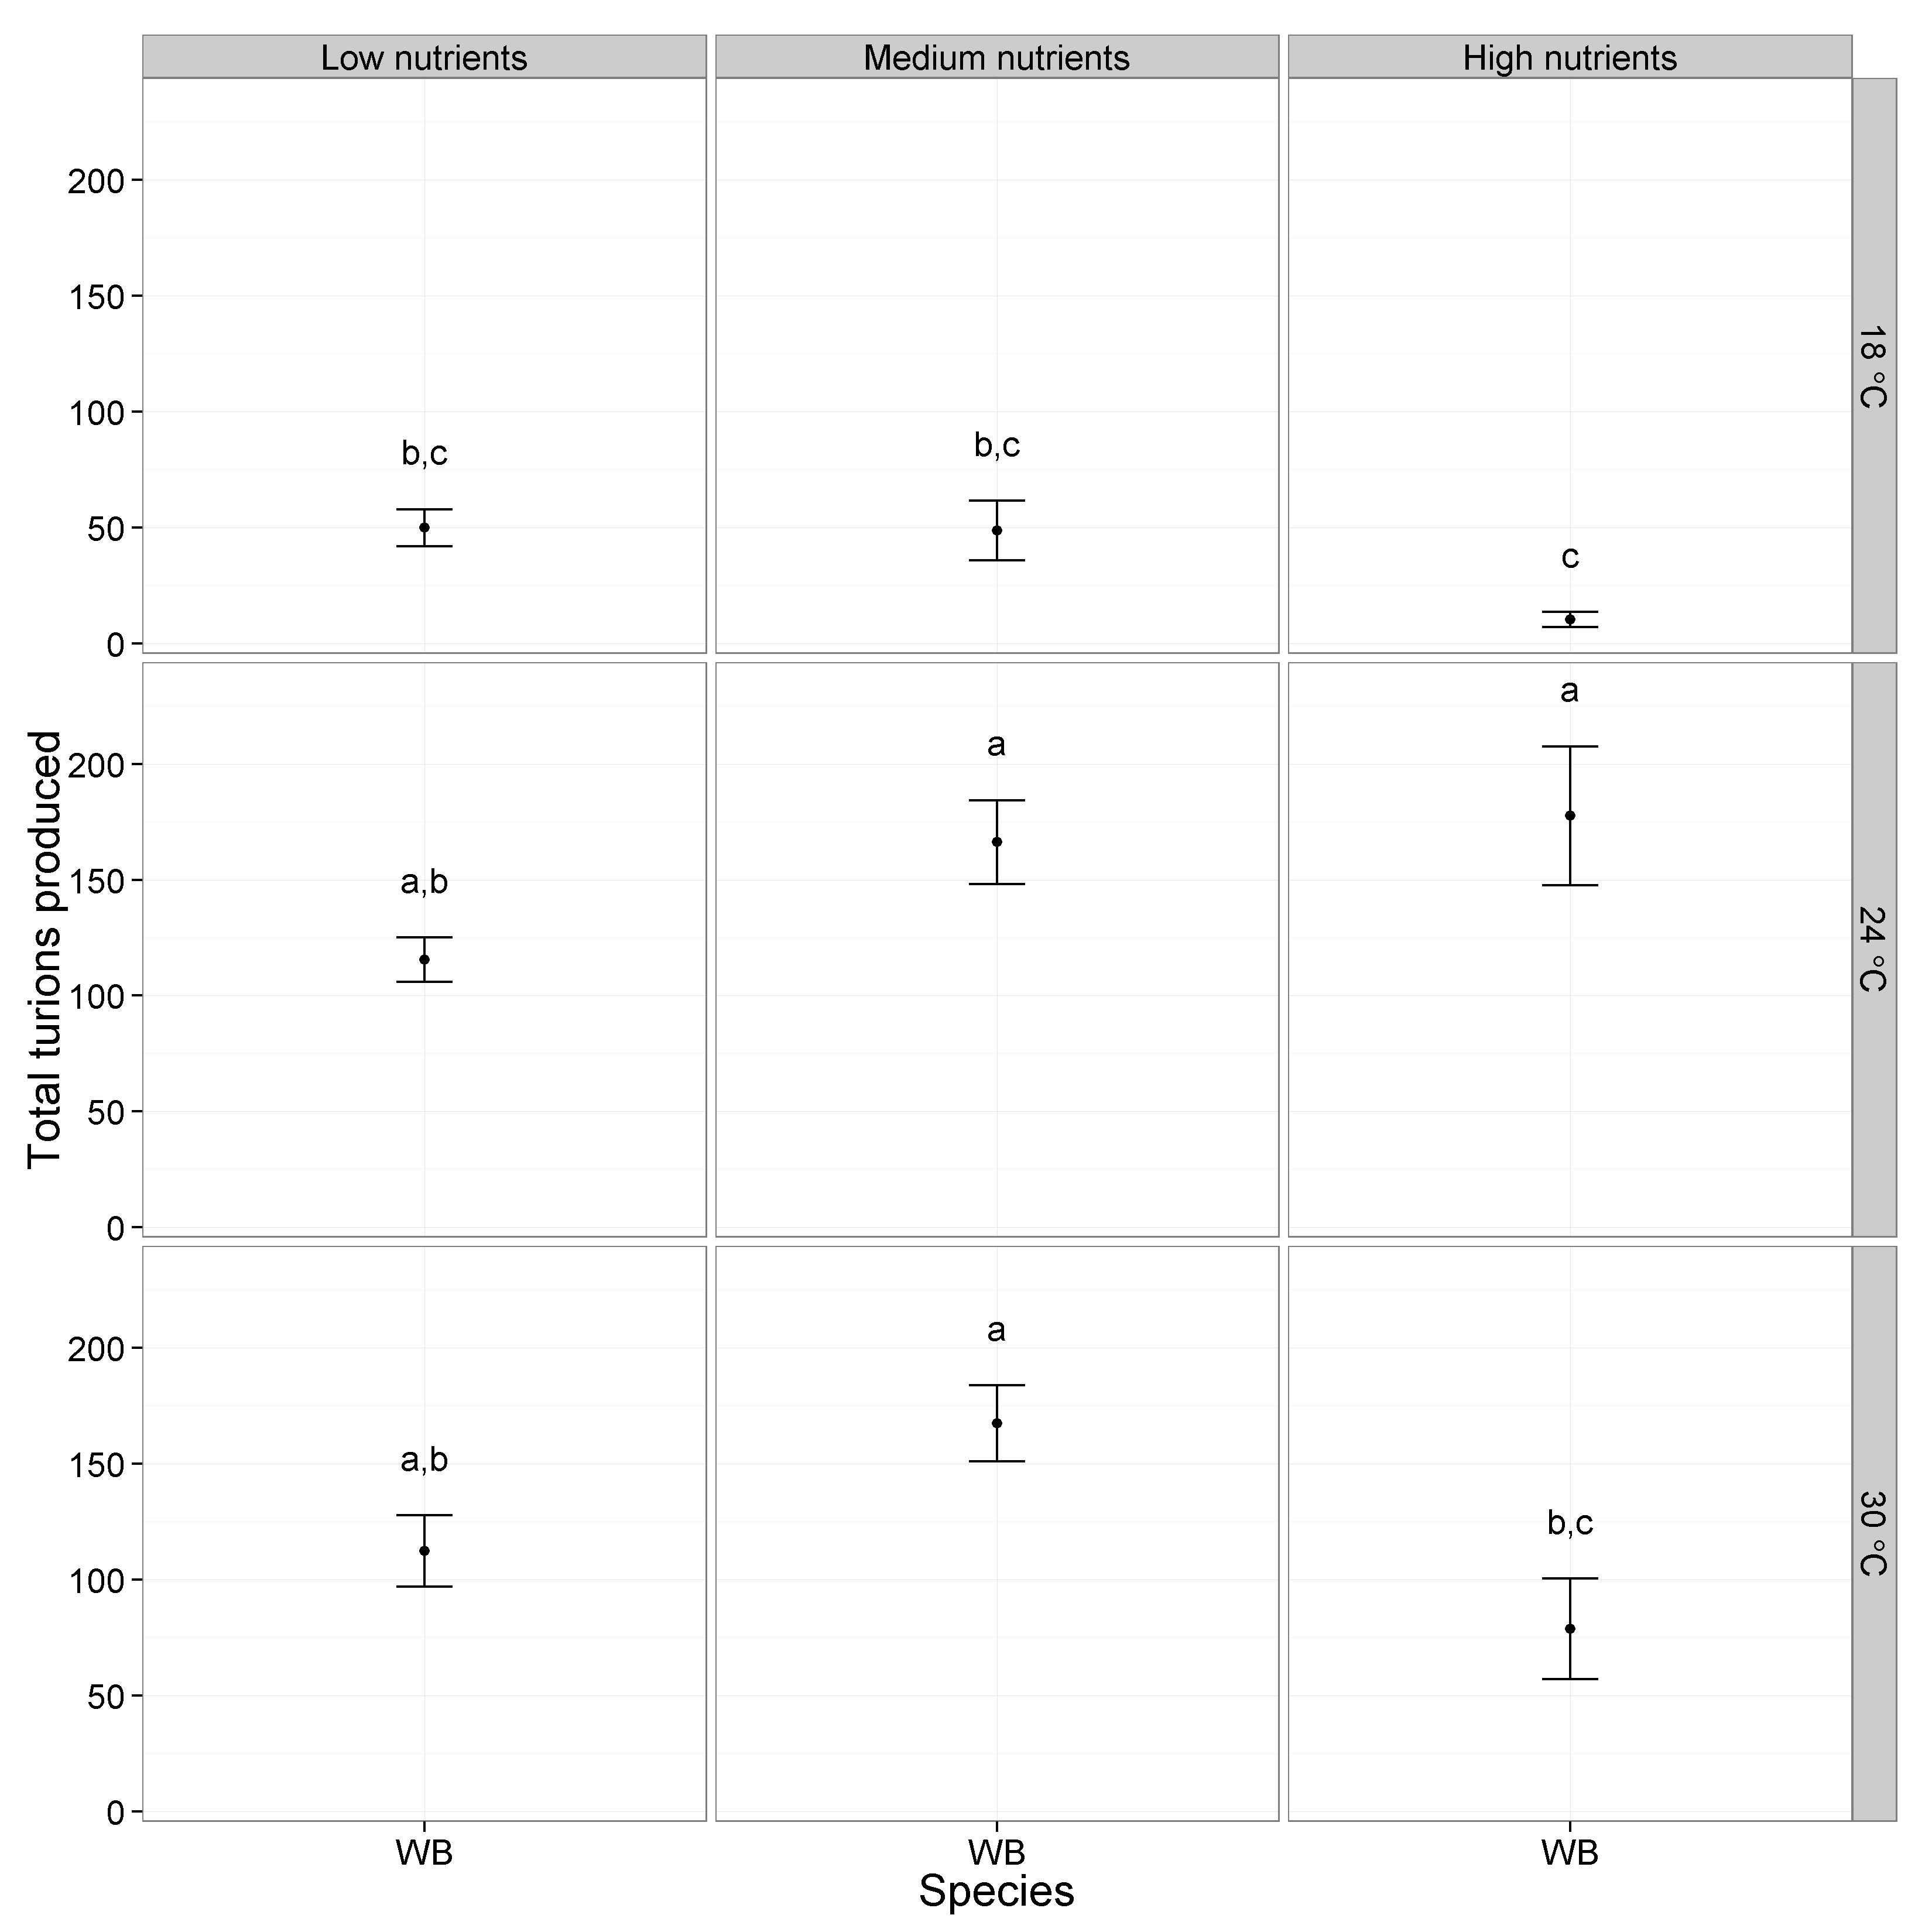 Low nutrients
Medium nutrients
High nutrients
18 °C
200
150
100
50
0
b,c
b,c
c
24 °C
200
150
100
50
0
a,b
a
a
30 °C
200
150
100
50
0
a,b
a
b,c
Total turions produced
WB
WB
WB
Species